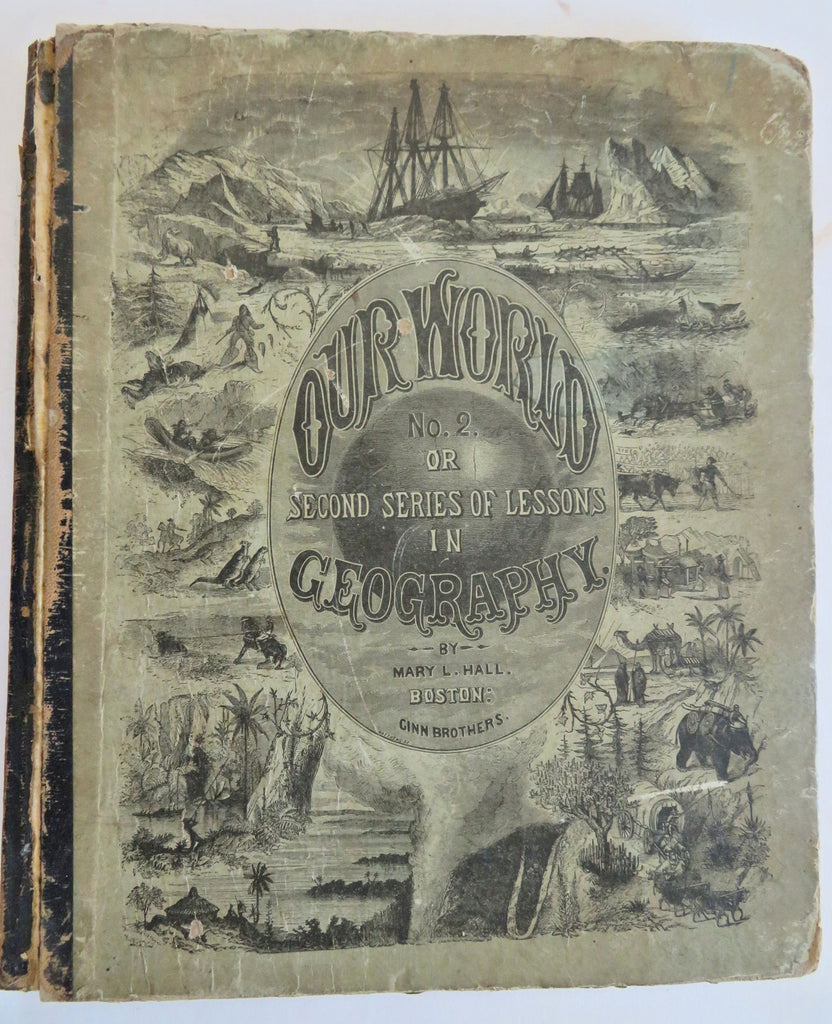 OUR WORLD
No. 2.
OR
SECOND SERIES OF LESSONS
IN
GEOGRAPHY.
BY
MARY L. HALL.
BOSTON:
GINN BROTHERS.